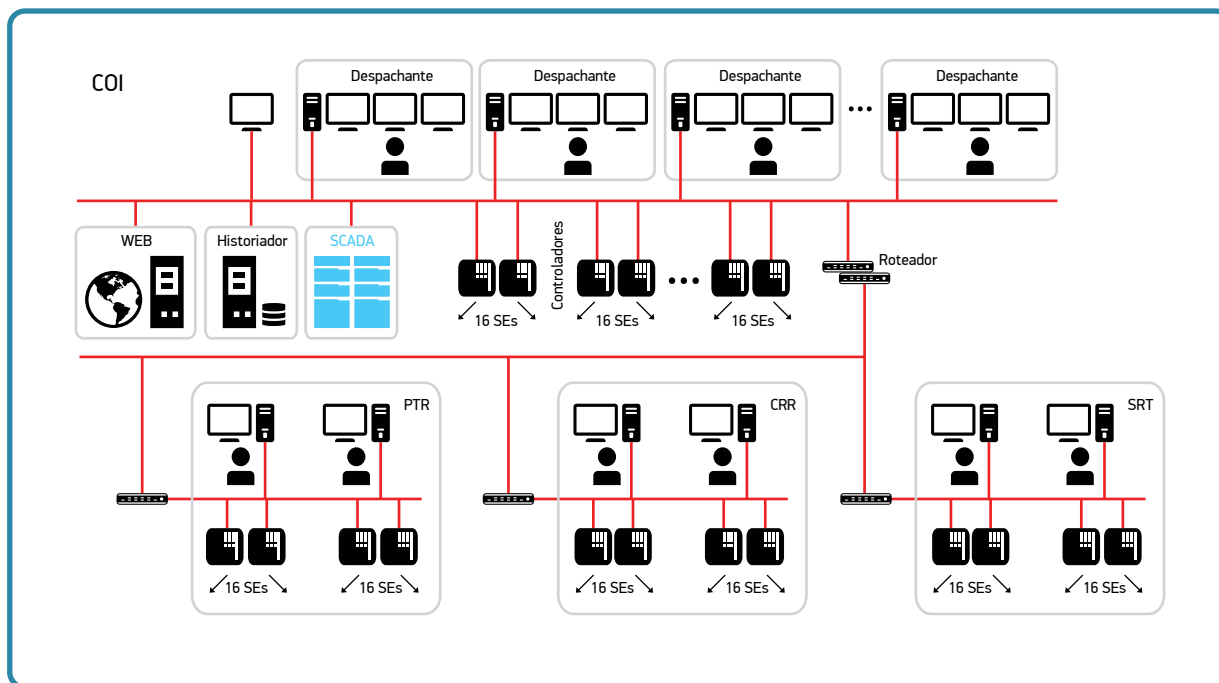 COI
Despachante
Despachante
Despachante
Despachante
WEB
Historiador
SCADA
Controladores
Roteador
16 SEs
16 SEs
16 SEs
PTR
CRR
SRT
16 SEs
16 SEs
16 SEs
16 SEs
16 SEs
16 SEs